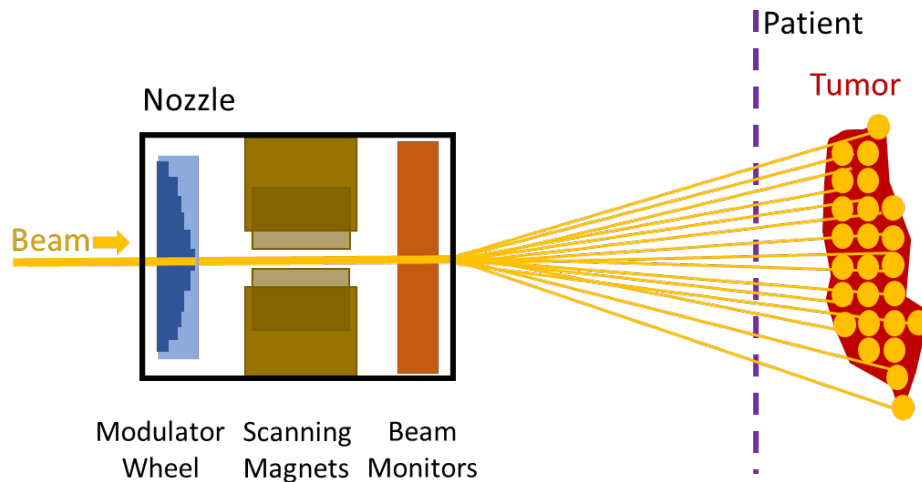 Patient
Tumor
Nozzle
Beam
Modulator
Wheel
Scanning
Magnets
Beam
Monitors